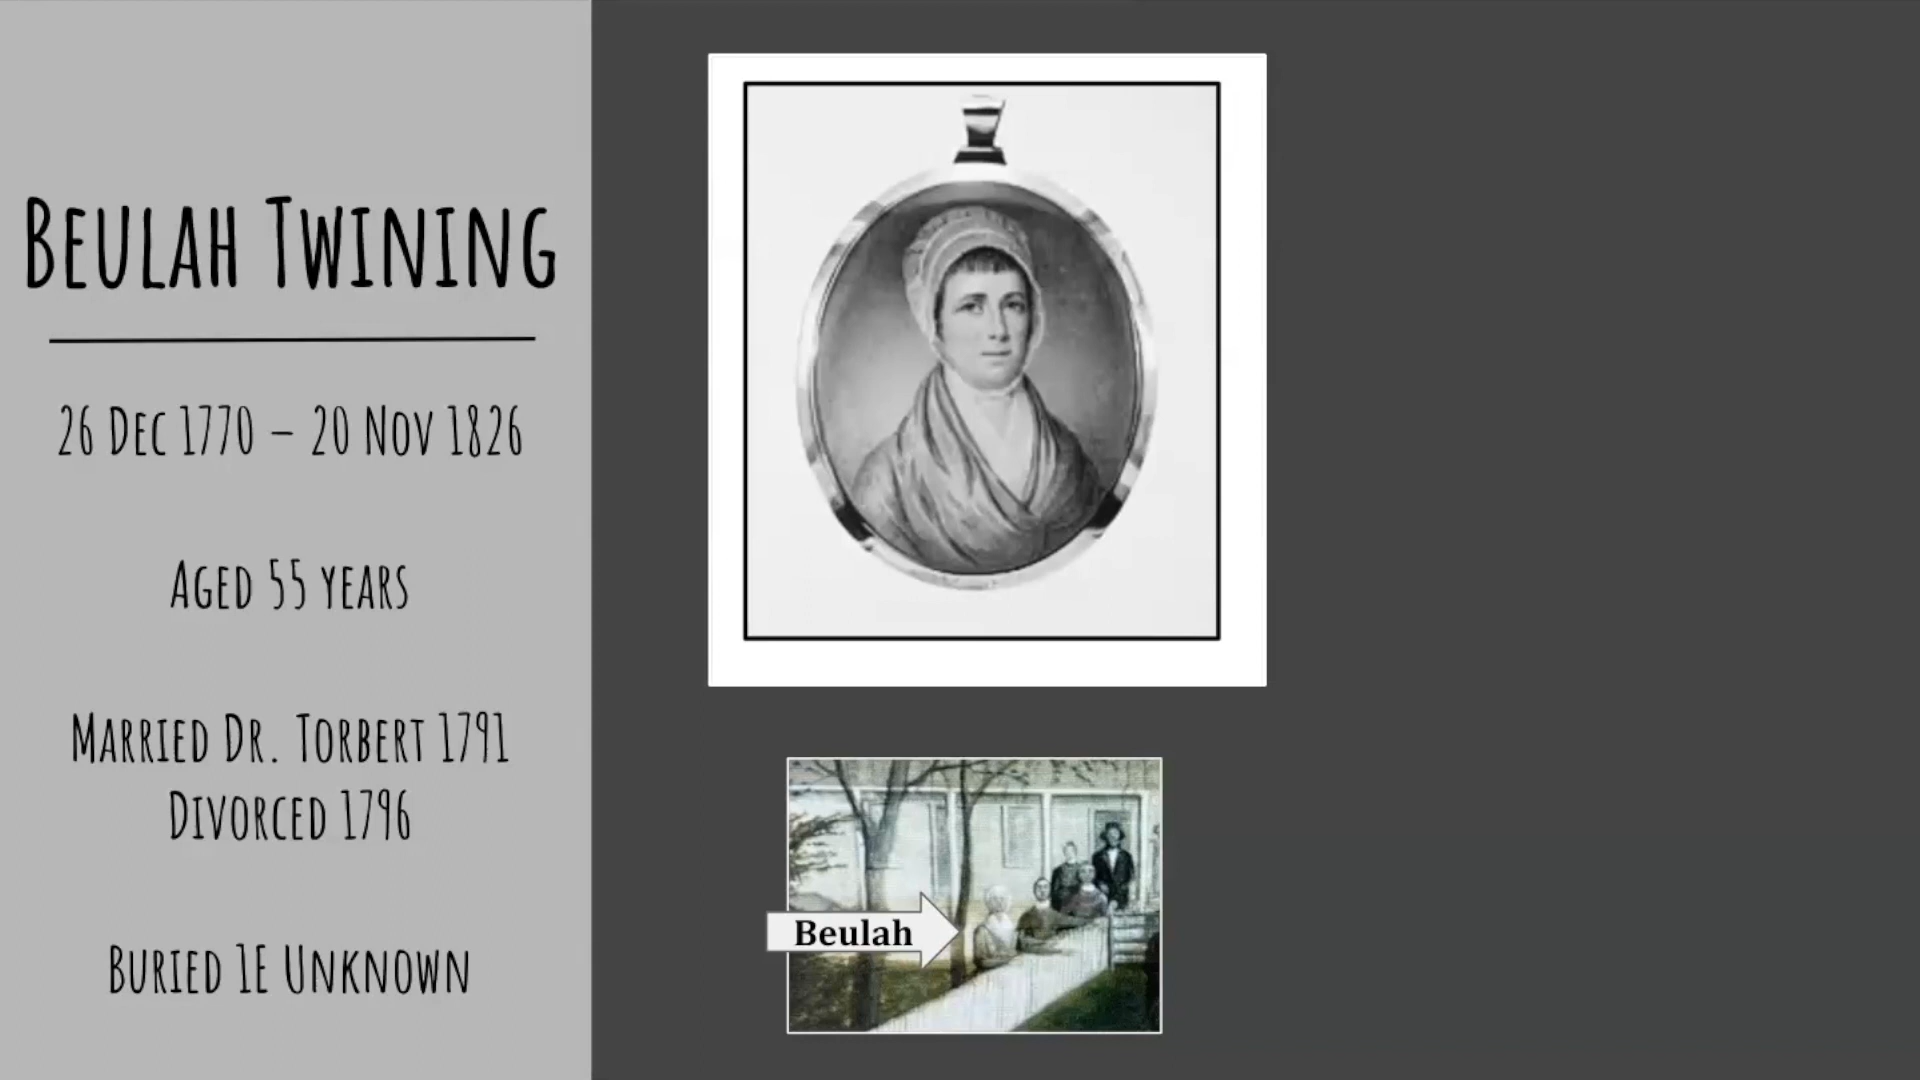 Beulah Twining
26 Dec 1770 – 20 Nov 1826
Aged 55 years
Married Dr. Torbert 1791
Divorced 1796
Buried 1E Unknown
Beulah